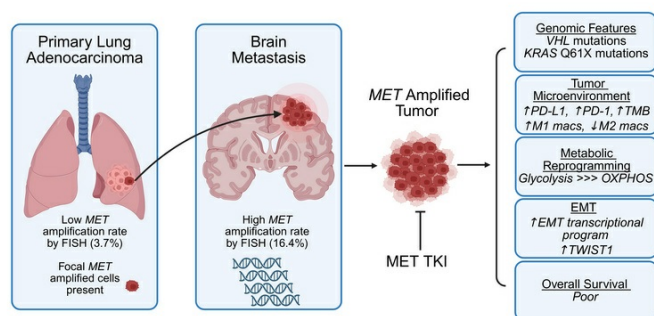 Primary Lung
Adenocarcinoma
Low MET
amplification rate
by FISH (3.7%)
Focal MET
amplified cells
present
Brain
Metastasis
High MET
amplification rate
by FISH (16.4%)
MET Amplified
Tumor
MET TKI
Genomic Features
VHL mutations
KRAS Q61X mutations
Tumor
Microenvironment
↑PD-L1, ↑PD-1, ↑TMB
↑M1 macs, ↓M2 macs
Metabolic
Reprogramming
Glycolysis >>> OXPHOS
EMT
↑EMT transcriptional
program
↑TWIST1
Overall Survival
Poor